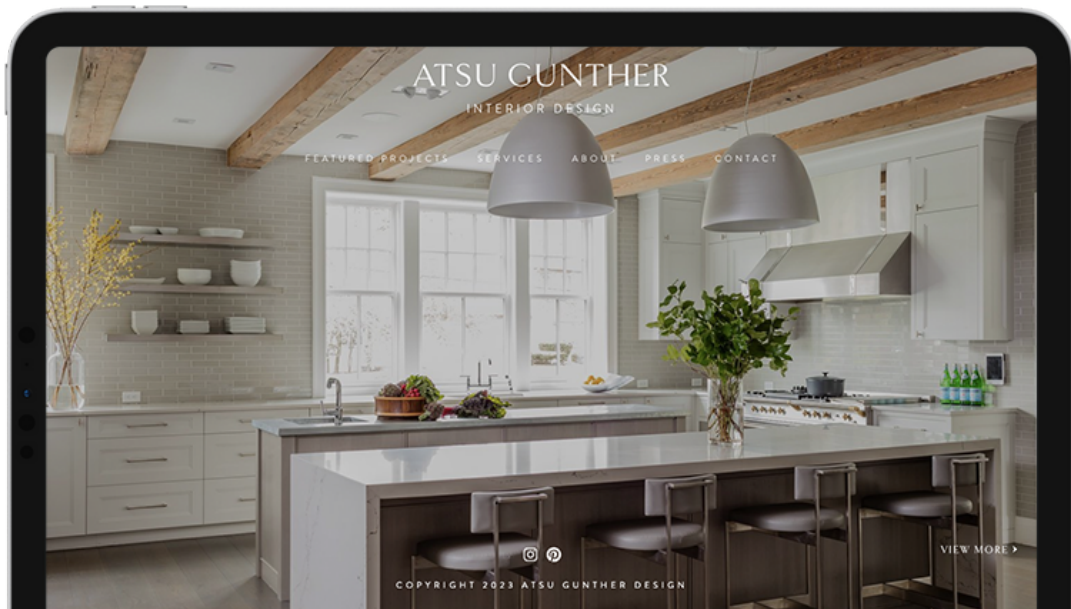 ATSU GUNTHER
INTERIOR DESIGN
FEATURED PROJECTS SERVICES ABOUT PRESS CONTACT
VIEW MORE
COPYRIGHT 2023 ATSU GUNTHER DESIGN